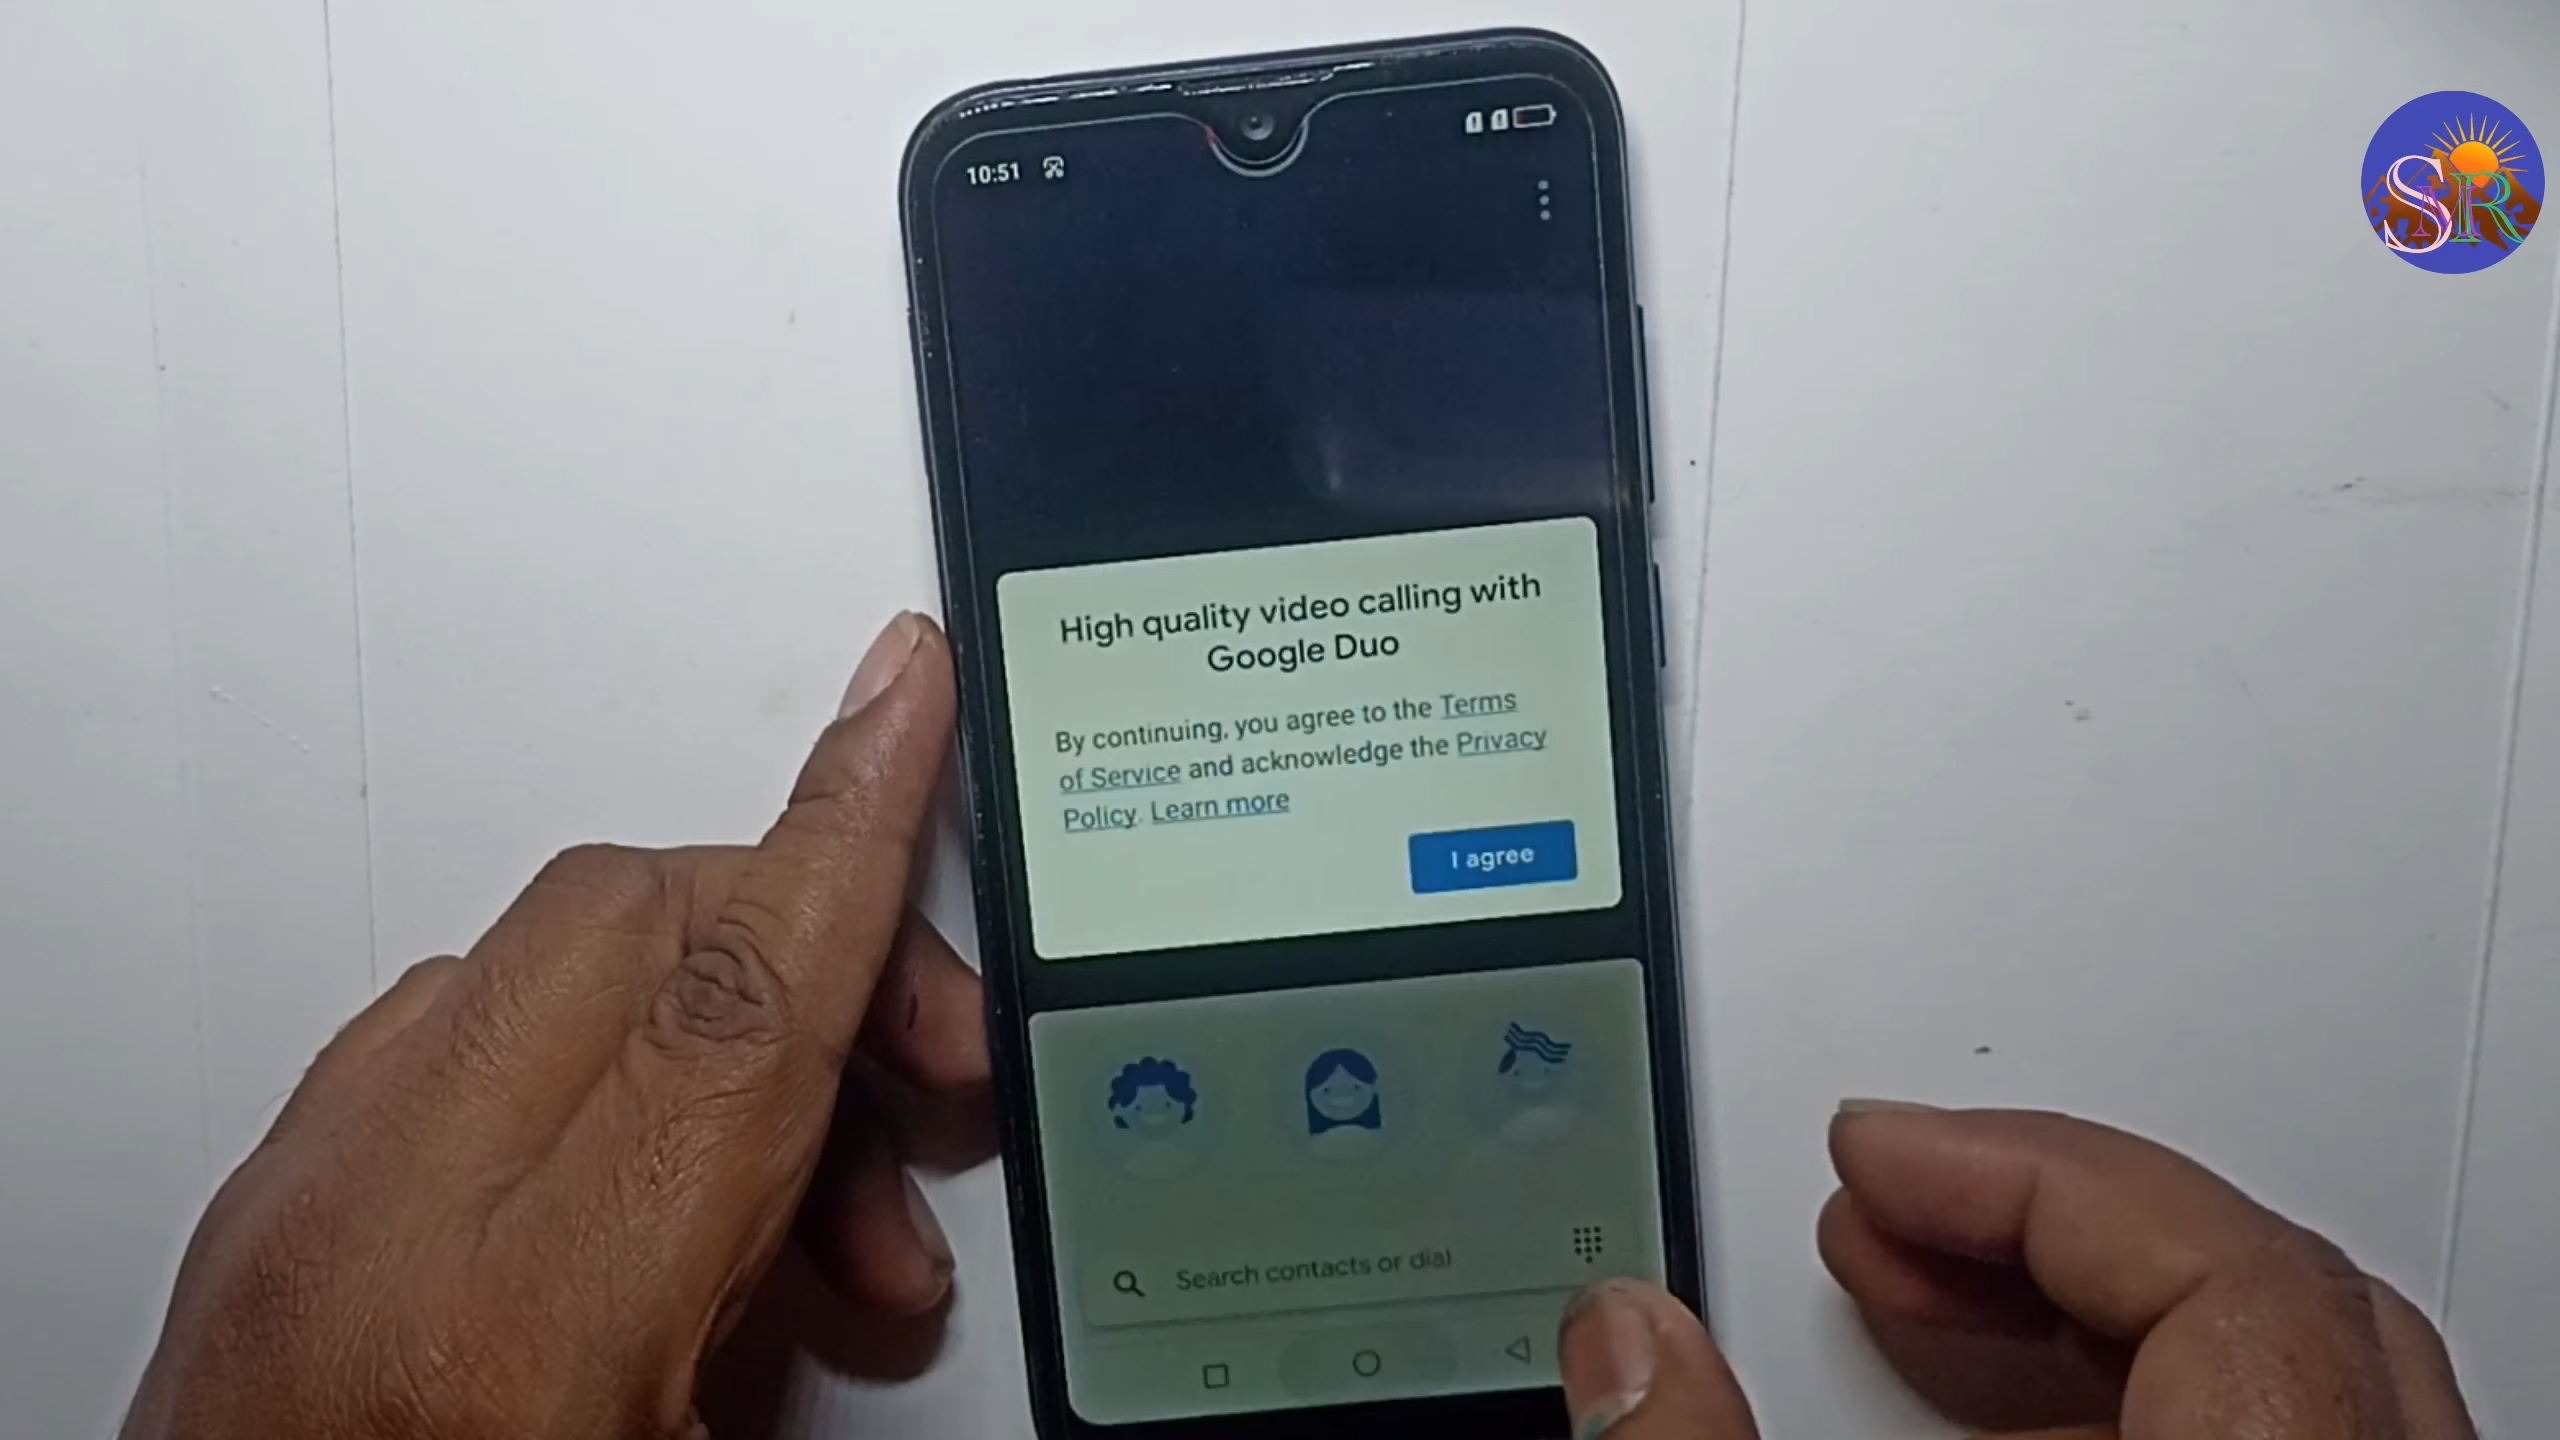 10:51
SMR
High quality video calling with
Google Duo
By continuing, you agree to the Terms
of Service and acknowledge the Privacy
Policy. Learn more
I agree
Search contacts or dial